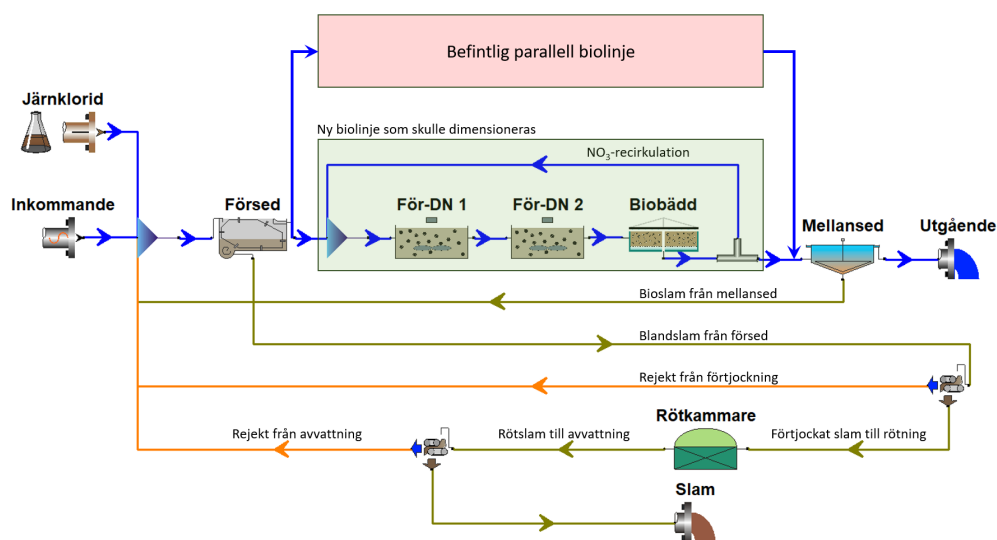 Befintlig parallell biolinje
Järnklorid
Ny biolinje som skulle dimensioneras
NO₃-recirkulation
Inkommande
Försed
För-DN 1
För-DN 2
Biobädd
Mellansed
Utgående
Bioslam från mellansed
Blandslam från försed
Rejekt från förtjockning
Rötkammare
Rejekt från avvattning
Rötslam till avvattning
Förtjockat slam till rötning
Slam